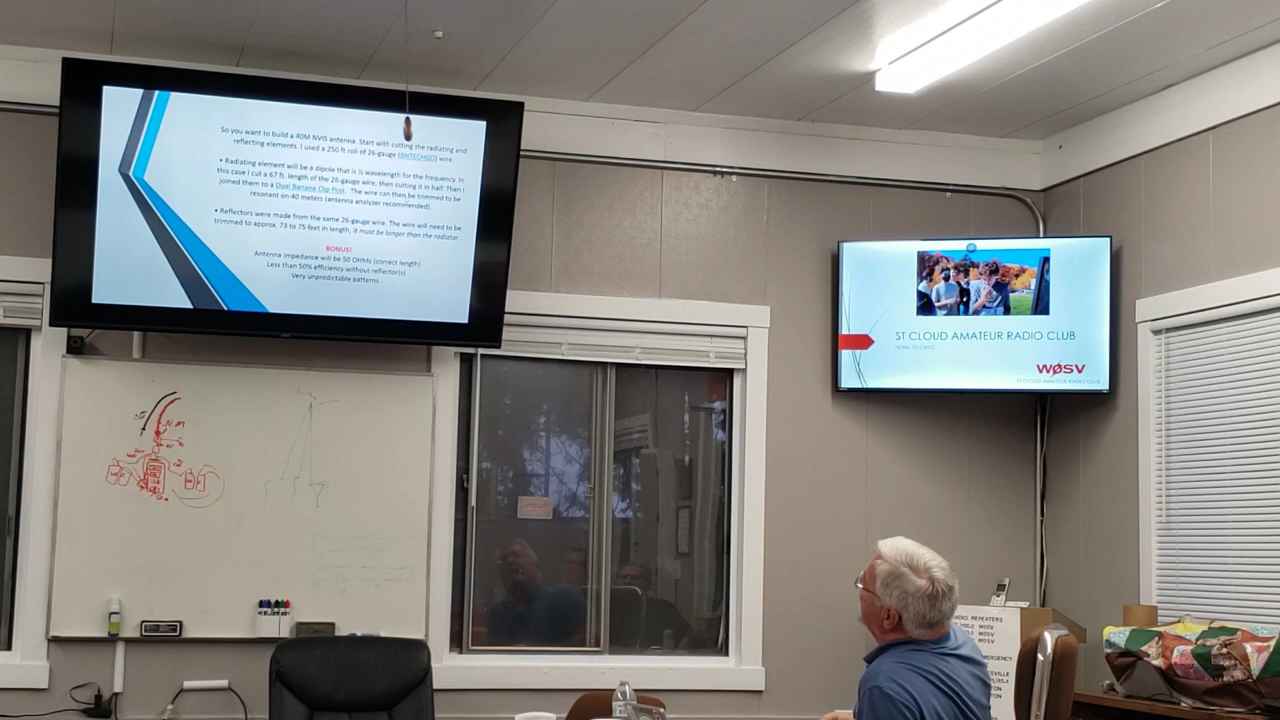 So you want to build a 40M NVIS antenna. Start with cutting the radiating and
reflecting elements. I used a 250 ft roll of 26-gauge (BNTECHGO) wire.
• Radiating element will be a dipole that is ½ wavelength for the frequency. In
this case I cut a 67 ft. length of the 26-gauge wire, then cutting it in half. Then I
joined them to a Dual Banana Clip Post. The wire can then be trimmed to be
resonant on 40 meters (antenna analyser recommended).
• Reflectors were made from the same 26-gauge wire. The wire will need to be
trimmed to approx. 73 to 75 feet in length, it must be longer than the radiator.
BONUS!
Antenna impedance will be 50 OHMs (correct length)
Less than 50% efficiency without reflector(s)
Very unpredictable patterns.
ST CLOUD AMATEUR RADIO CLUB
WØSV
ST CLOUD AMATEUR RADIO CLUB
RADIO REPEATERS
WOSV
WOSV
WOSV